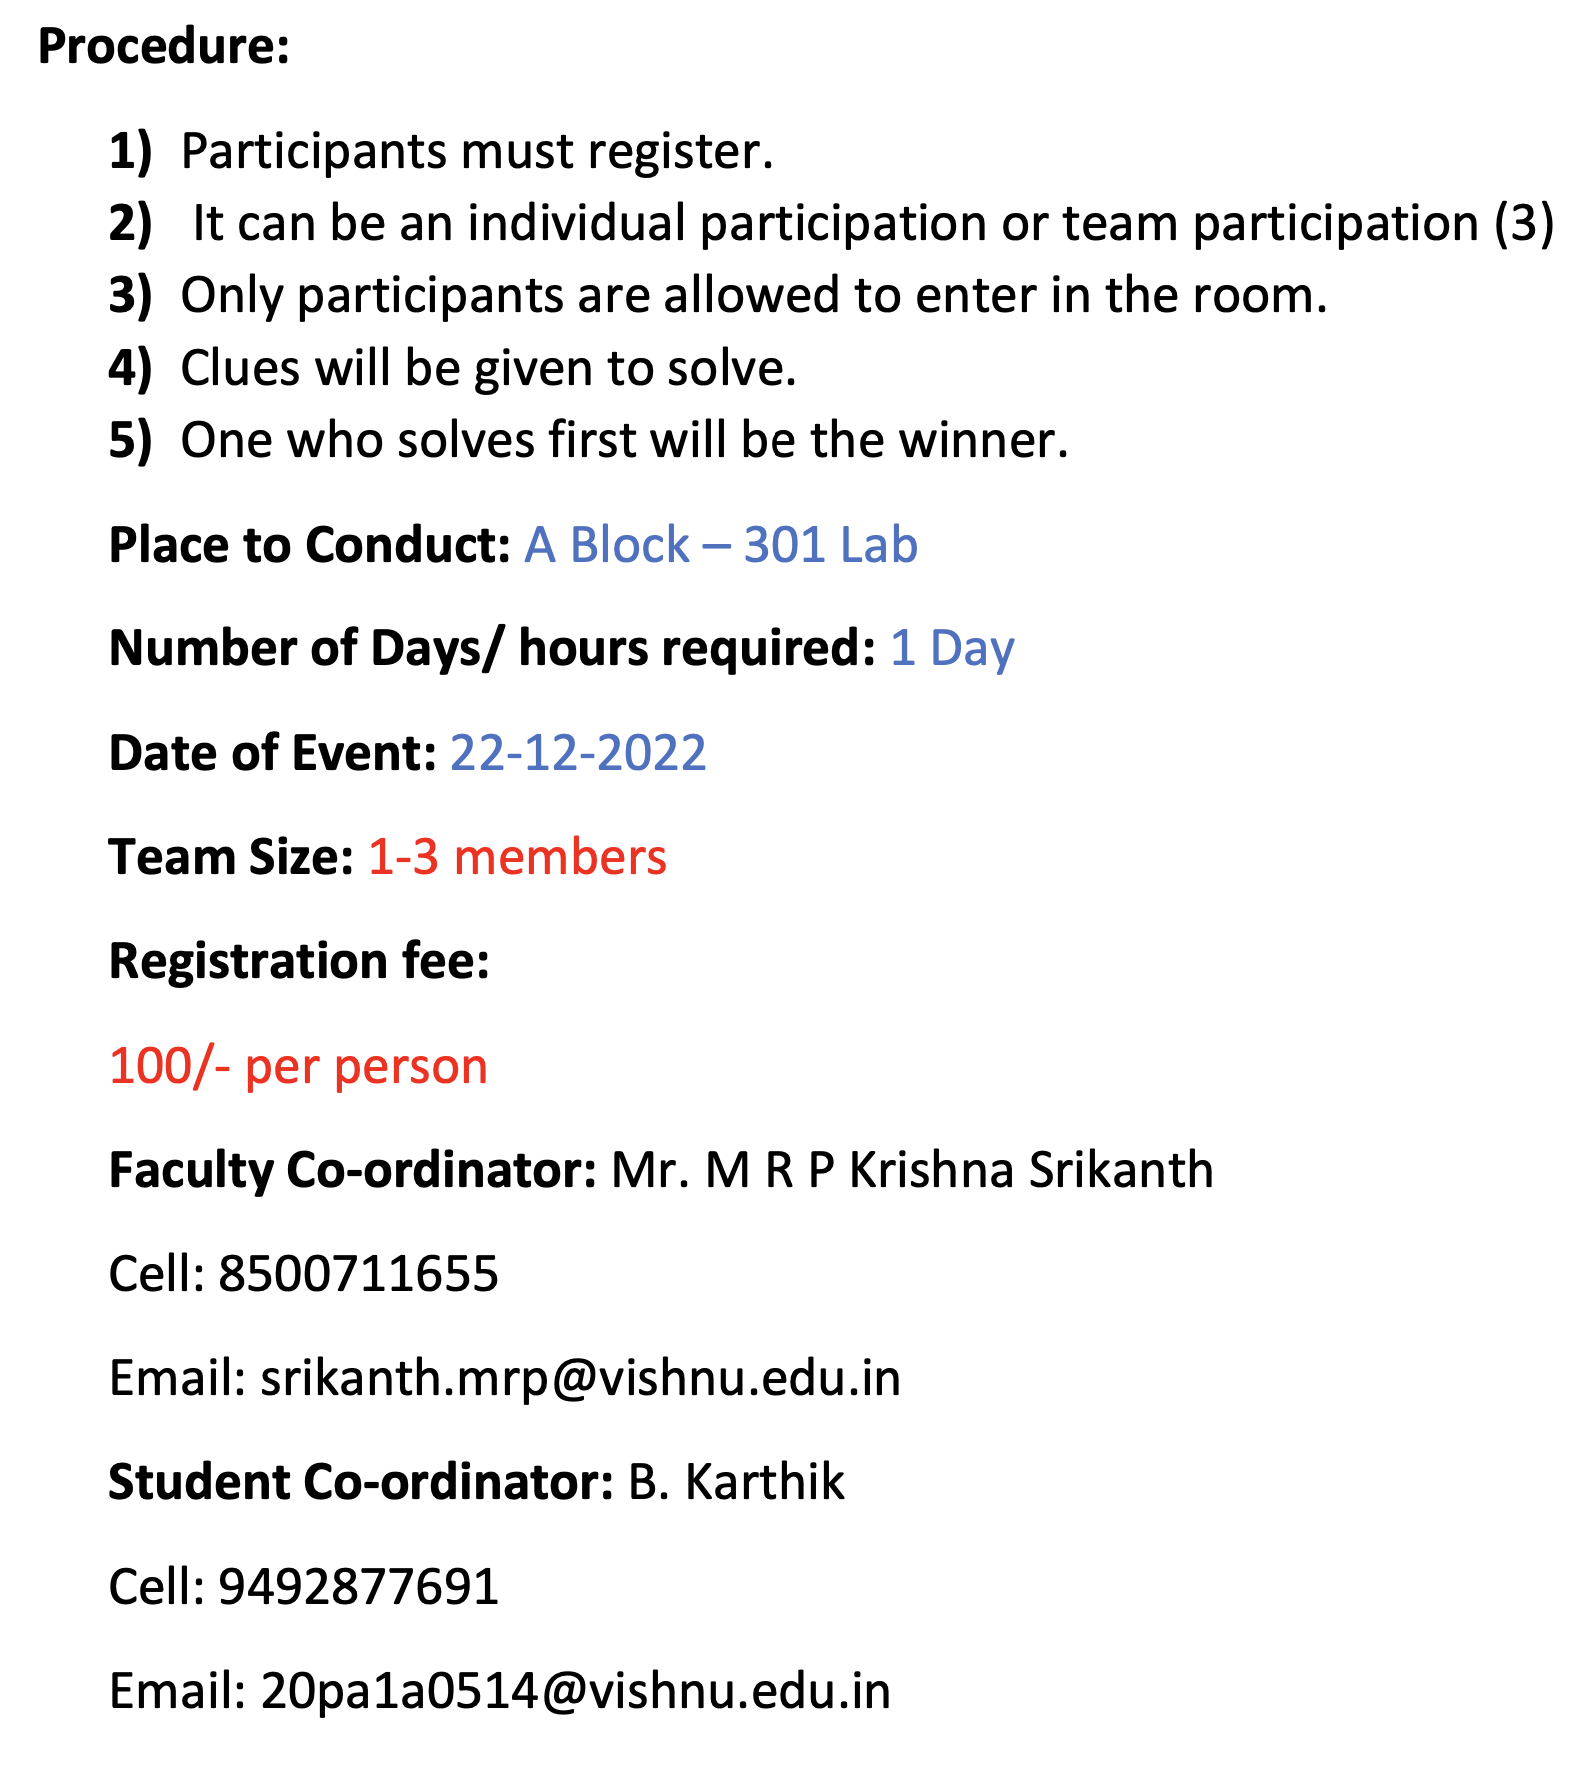 Procedure:
1) Participants must register.
2) It can be an individual participation or team participation (3)
3) Only participants are allowed to enter in the room.
4) Clues will be given to solve.
5) One who solves first will be the winner.
Place to Conduct: A Block – 301 Lab
Number of Days/ hours required: 1 Day
Date of Event: 22-12-2022
Team Size: 1-3 members
Registration fee:
100/- per person
Faculty Co-ordinator: Mr. M R P Krishna Srikanth
Cell: 8500711655
Email: srikanth.mrp@vishnu.edu.in
Student Co-ordinator: B. Karthik
Cell: 9492877691
Email: 20pa1a0514@vishnu.edu.in